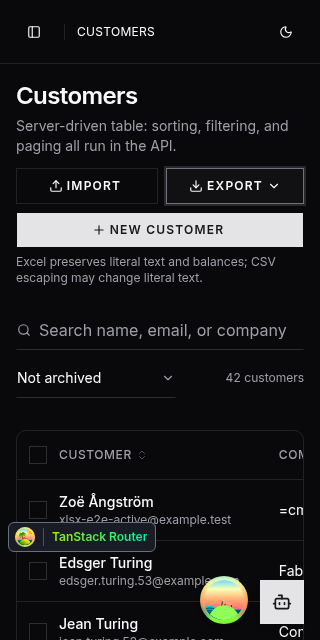 CUSTOMERS
Customers
Server-driven table: sorting, filtering, and
paging all run in the API.
IMPORT
EXPORT
NEW CUSTOMER
Excel preserves literal text and balances; CSV
escaping may change literal text.
Search name, email, or company
Not archived
42 customers
CUSTOMER
COM
Zoë Ångström
xlsx-e2e-active@example.test
=cm
TanStack Router
Edsger Turing
edsger.turing.53@example
Fab
Jean Turing
Con